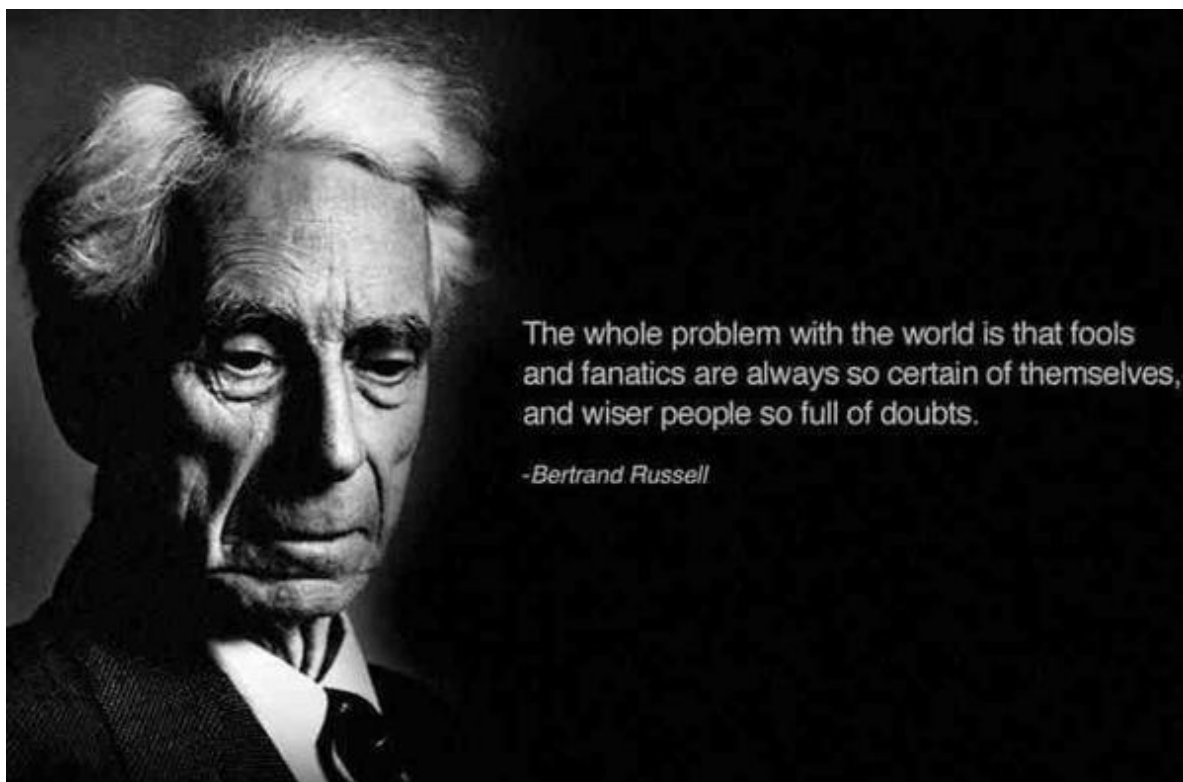 The whole problem with the world is that fools
and fanatics are always so certain of themselves,
and wiser people so full of doubts.
-Bertrand Russell